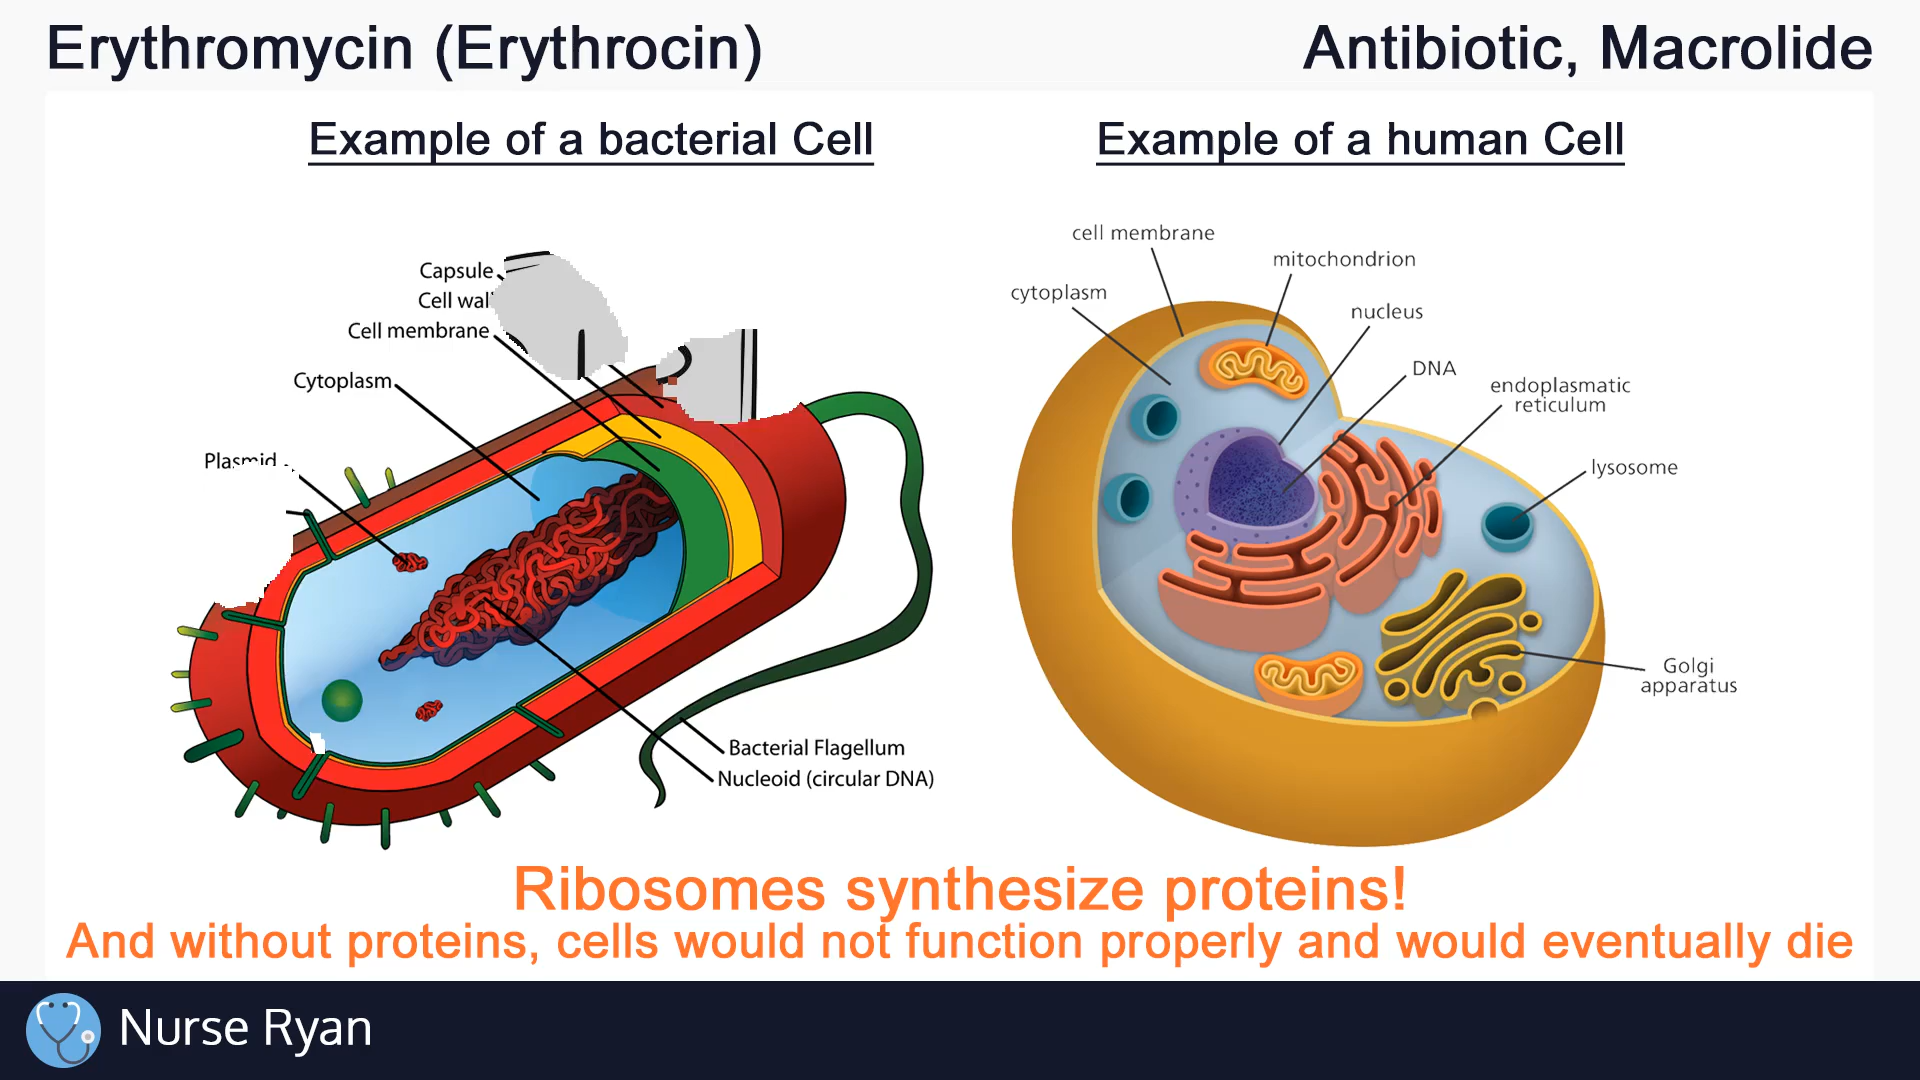 Erythromycin (Erythrocin)
Antibiotic, Macrolide
Example of a bacterial Cell
Example of a human Cell
Capsule
Cell wall
Cell membrane
Cytoplasm
Plasmid
Bacterial Flagellum
Nucleoid (circular DNA)
cell membrane
mitochondrion
cytoplasm
nucleus
DNA
endoplasmatic
reticulum
lysosome
Golgi
apparatus
Ribosomes synthesize proteins!
And without proteins, cells would not function properly and would eventually die
Nurse Ryan